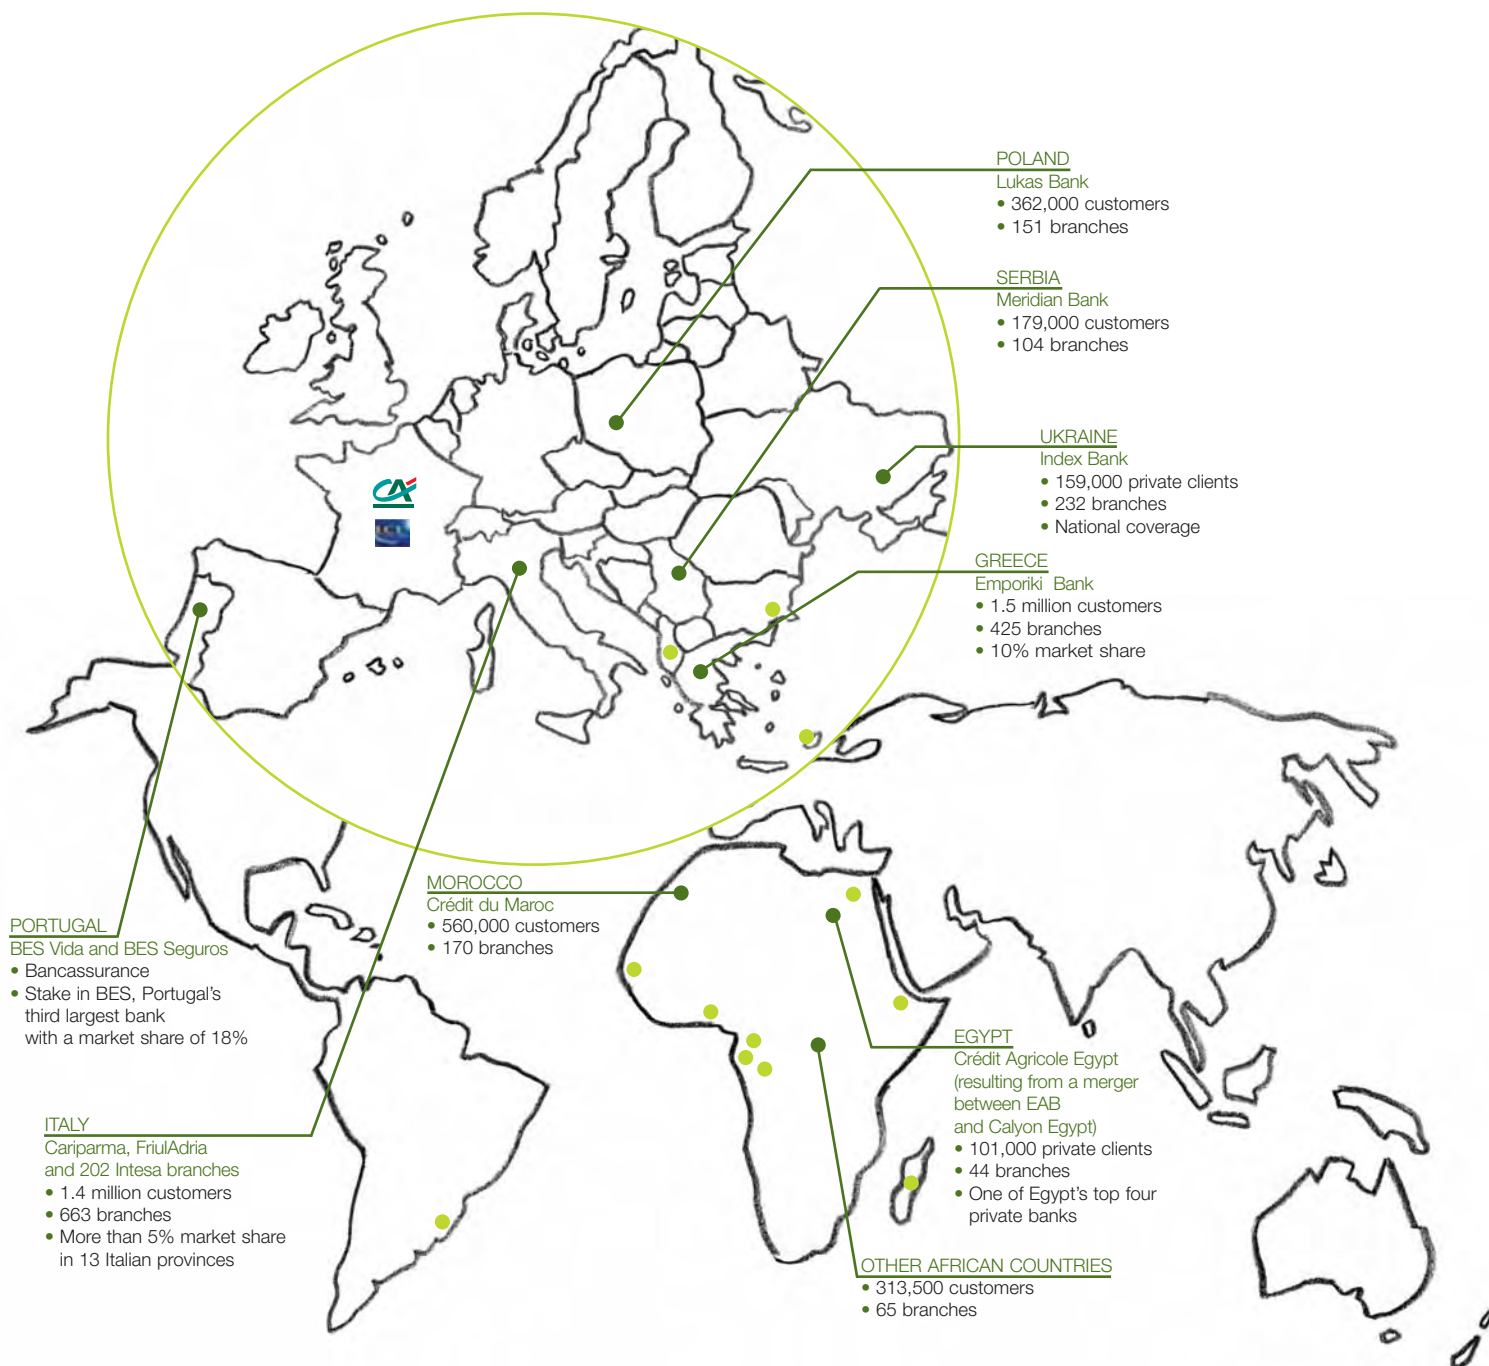 POLAND
Lukas Bank
• 362,000 customers
• 151 branches
SERBIA
Meridian Bank
• 179,000 customers
• 104 branches
UKRAINE
Index Bank
• 159,000 private clients
• 232 branches
• National coverage
GREECE
Emporiki Bank
• 1.5 million customers
• 425 branches
• 10% market share
CA
LCL
MOROCCO
Crédit du Maroc
• 560,000 customers
• 170 branches
PORTUGAL
BES Vida and BES Seguros
• Bancassurance
• Stake in BES, Portugal's
third largest bank
with a market share of 18%
EGYPT
Crédit Agricole Egypt
(resulting from a merger
between EAB
and Calyon Egypt)
• 101,000 private clients
• 44 branches
• One of Egypt's top four
private banks
ITALY
Cariparma, FriulAdria
and 202 Intesa branches
• 1.4 million customers
• 663 branches
• More than 5% market share
in 13 Italian provinces
OTHER AFRICAN COUNTRIES
• 313,500 customers
• 65 branches